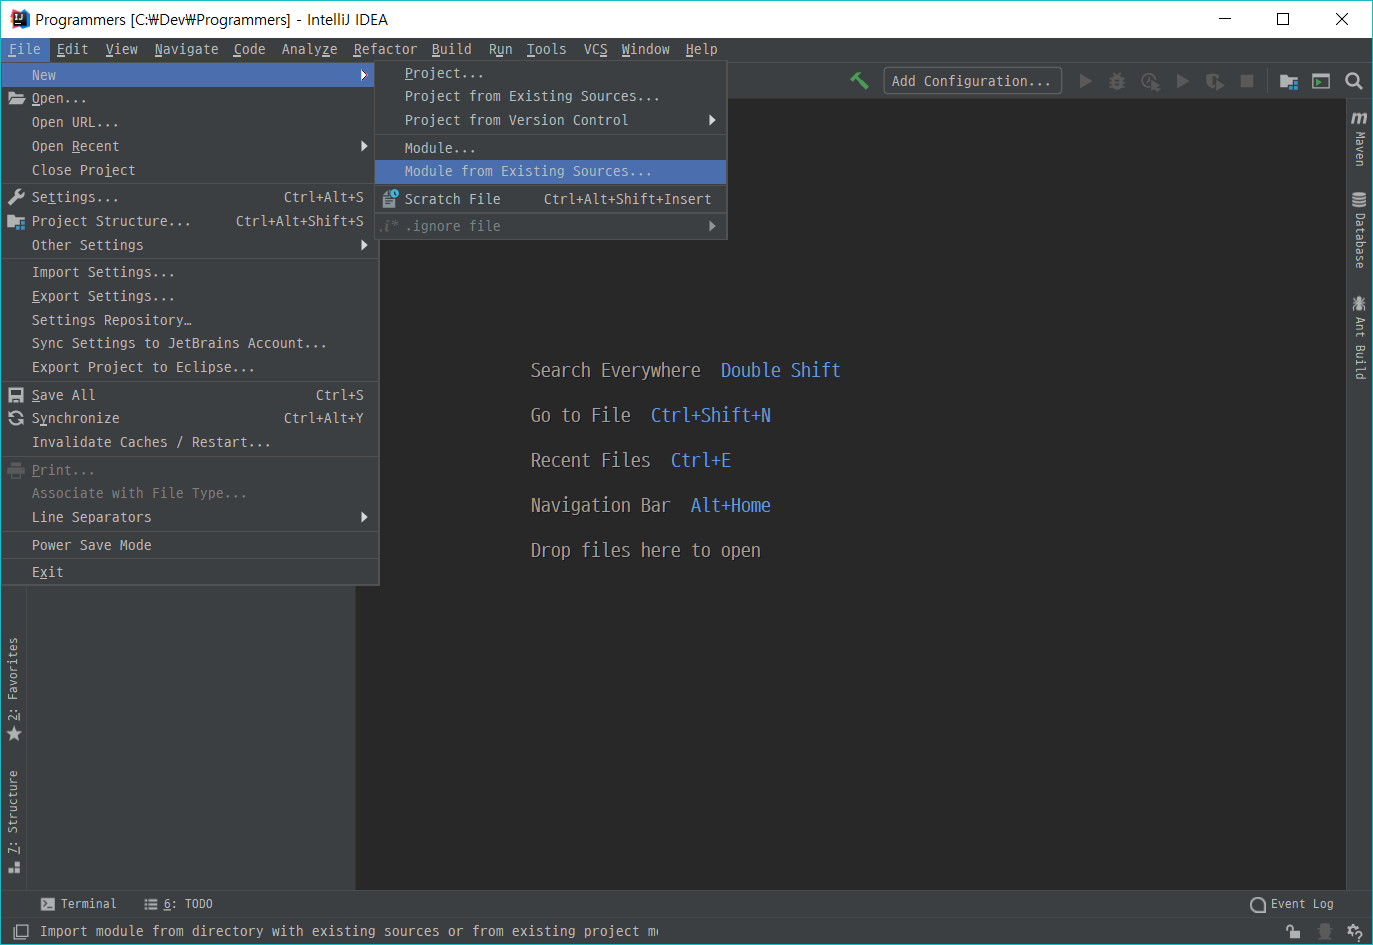 Programmers [C:₩Dev₩Programmers] - IntelliJ IDEA
File Edit View Navigate Code Analyze Refactor Build Run Tools VCS Window Help
Add Configuration...
New
Open...
Open URL...
Open Recent
Close Project
Settings... Ctrl+Alt+S
Project Structure... Ctrl+Alt+Shift+S
Other Settings
Import Settings...
Export Settings...
Settings Repository…
Sync Settings to JetBrains Account...
Export Project to Eclipse...
Save All Ctrl+S
Synchronize Ctrl+Alt+Y
Invalidate Caches / Restart...
Print...
Associate with File Type...
Line Separators
Power Save Mode
Exit
Project...
Project from Existing Sources...
Project from Version Control
Module...
Module from Existing Sources...
Scratch File Ctrl+Alt+Shift+Insert
.i* .ignore file
Search Everywhere Double Shift
Go to File Ctrl+Shift+N
Recent Files Ctrl+E
Navigation Bar Alt+Home
Drop files here to open
m Maven
Database
Ant Build
2: Favorites
7: Structure
Terminal
6: TODO
Event Log
Import module from directory with existing sources or from existing project